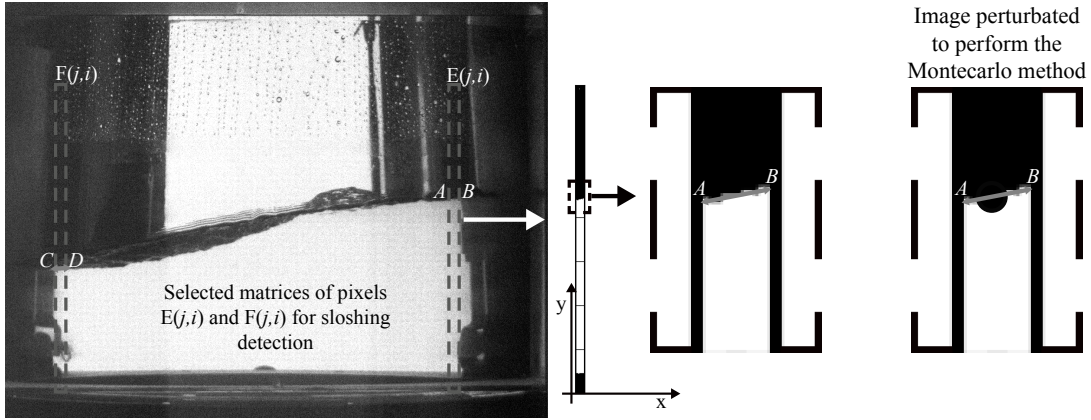 Image perturbated
to perform the
Montecarlo method
F(j,i)
E(j,i)
A B
C D
Selected matrices of pixels
E(j,i) and F(j,i) for sloshing
detection
y
x
A
B
A
B